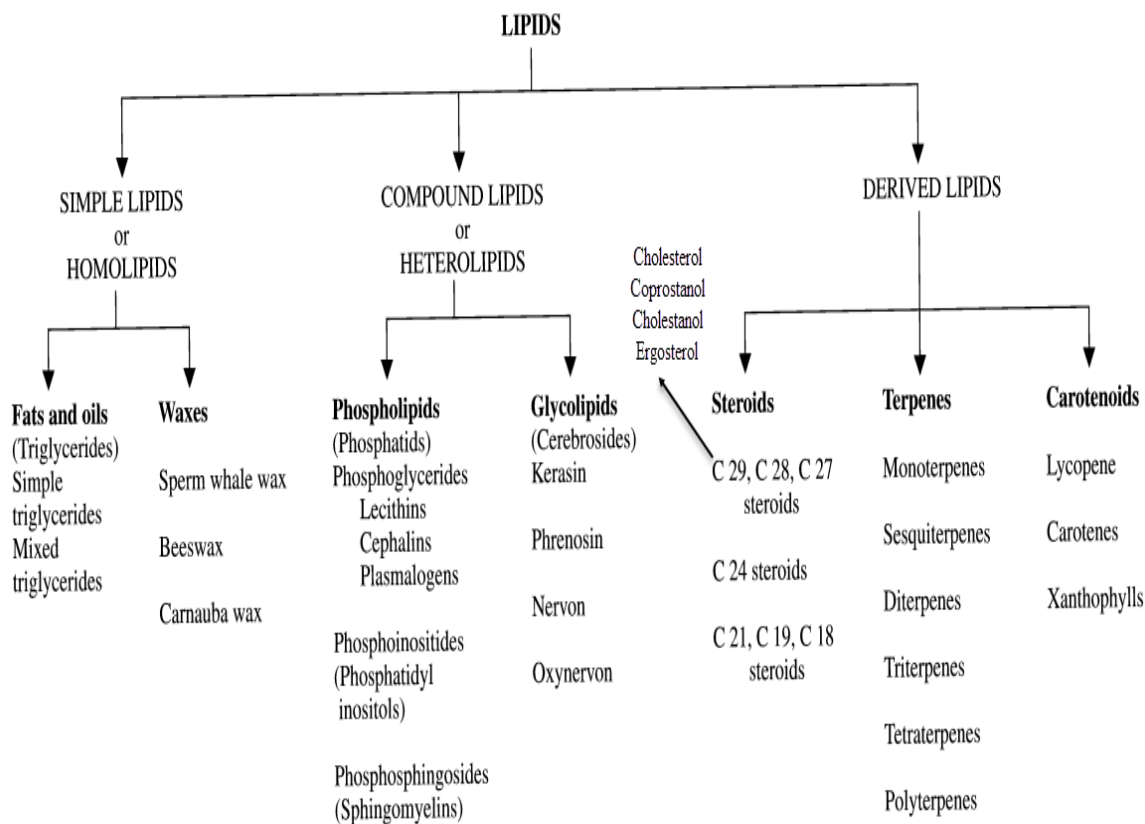 LIPIDS
SIMPLE LIPIDS
or
HOMOLIPIDS
COMPOUND LIPIDS
or
HETEROLIPIDS
DERIVED LIPIDS
Cholesterol
Coprostanol
Cholestanol
Ergosterol
Fats and oils
(Triglycerides)
Simple
triglycerides
Mixed
triglycerides
Waxes
Sperm whale wax
Beeswax
Carnauba wax
Phospholipids
(Phosphatids)
Phosphoglycerides
Lecithins
Cephalins
Plasmalogens
Phosphoinositides
(Phosphatidyl
inositols)
Phosphosphingosides
(Sphingomyelins)
Glycolipids
(Cerebrosides)
Kerasin
Phrenosin
Nervon
Oxynervon
Steroids
C 29, C 28, C 27
steroids
C 24 steroids
C 21, C 19, C 18
steroids
Terpenes
Monoterpenes
Sesquiterpenes
Diterpenes
Triterpenes
Tetraterpenes
Polyterpenes
Carotenoids
Lycopene
Carotenes
Xanthophylls